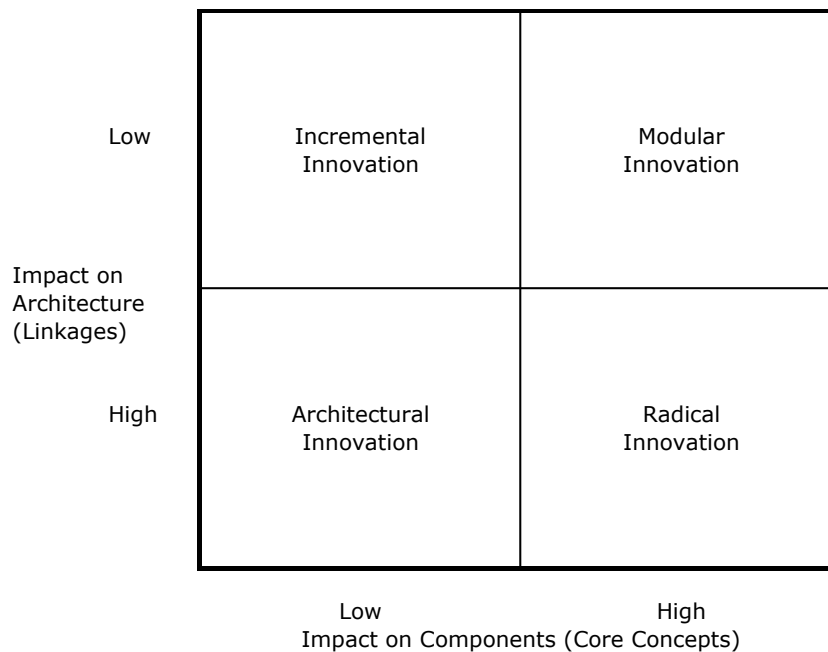 Low
Incremental
Innovation
Modular
Innovation
Impact on
Architecture
(Linkages)
High
Architectural
Innovation
Radical
Innovation
Low
High
Impact on Components (Core Concepts)